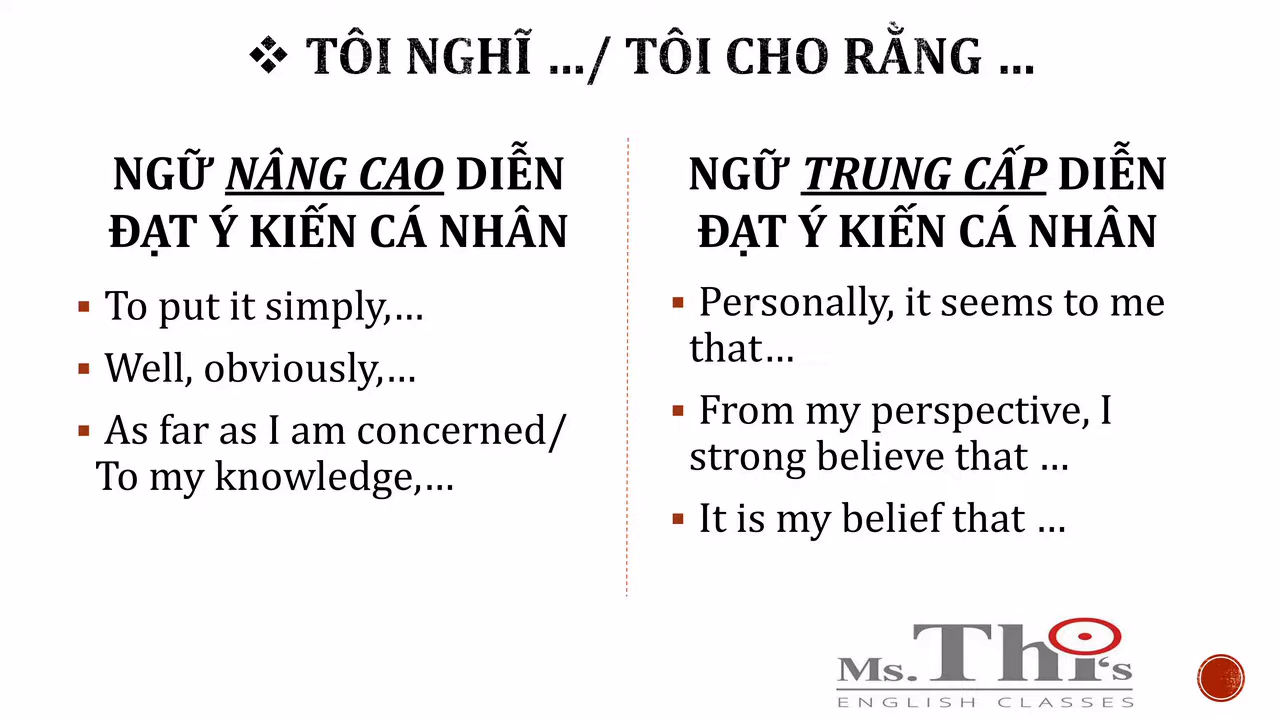 ❖ TÔI NGHĨ .../ TÔI CHO RẰNG ...
NGỮ NÂNG CAO DIỄN
ĐẠT Ý KIẾN CÁ NHÂN
▪ To put it simply,...
▪ Well, obviously,...
▪ As far as I am concerned/
To my knowledge,...
NGỮ TRUNG CẤP DIỄN
ĐẠT Ý KIẾN CÁ NHÂN
▪ Personally, it seems to me
that...
▪ From my perspective, I
strong believe that ...
▪ It is my belief that ...
Ms. Thi's
ENGLISH CLASSES